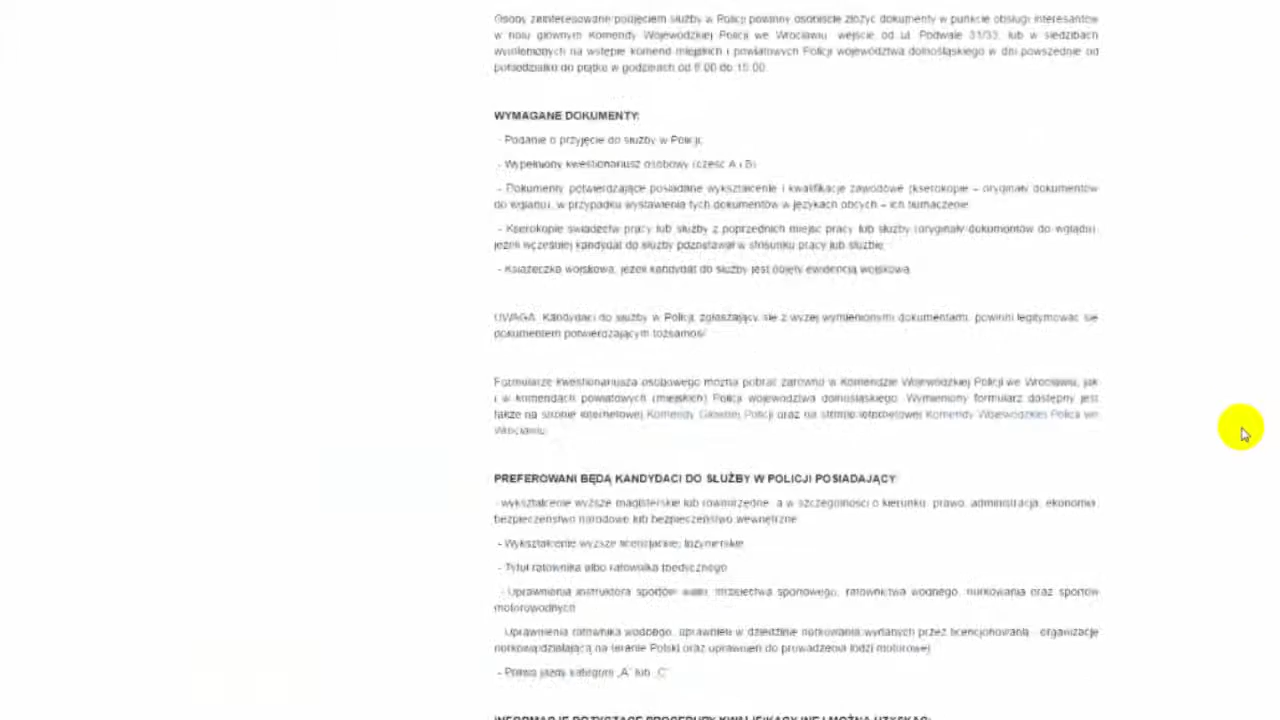 Osoby zainteresowane podjęciem służby w Policji powinny osobiście złożyć dokumenty w punkcie obsługi interesantów
w holu głównym Komendy Wojewódzkiej Policji we Wrocławiu, wejście od ul. Podwale 31/33, lub w siedzibach
wymienionych na wstępie komend miejskich i powiatowych Policji województwa dolnośląskiego w dni powszednie od
poniedziałku do piątku w godzinach od 8.00 do 15.00.
WYMAGANE DOKUMENTY:
- Podanie o przyjęcie do służby w Policji;
- Wypełniony kwestionariusz osobowy (część A i B)
- Dokumenty potwierdzające posiadane wykształcenie i kwalifikacje zawodowe (kserokopie – oryginały dokumentów
do wglądu), w przypadku wystawienia tych dokumentów w językach obcych – ich tłumaczenie.
- Kserokopie świadectw pracy lub służby z poprzednich miejsc pracy lub służby (oryginały dokumentów do wglądu)
jeżeli wcześniej kandydat do służby pozostawał w stosunku pracy lub służbie;
- Książeczka wojskowa, jeżeli kandydat do służby jest objęty ewidencją wojskową.
UWAGA: Kandydaci do służby w Policji, zgłaszający się z wyżej wymienionymi dokumentami, powinni legitymować się
dokumentem potwierdzającym tożsamość.
Formularze kwestionariusza osobowego można pobrać zarówno w Komendzie Wojewódzkiej Policji we Wrocławiu, jak
i w komendach powiatowych (miejskich) Policji województwa dolnośląskiego. Wymieniony formularz dostępny jest
także na stronie internetowej Komendy Głównej Policji oraz na stronie internetowej Komendy Wojewódzkiej Policji we
Wrocławiu.
PREFEROWANI BĘDĄ KANDYDACI DO SŁUŻBY W POLICJI POSIADAJĄCY:
- wykształcenie wyższe magisterskie lub równorzędne, a w szczególności o kierunku: prawo, administracja, ekonomia,
bezpieczeństwo narodowe lub bezpieczeństwo wewnętrzne
- Wykształcenie wyższe licencjackie, inżynierskie
- Tytuł ratownika albo ratownika medycznego
- Uprawnienia instruktora sportów walki, strzelectwa sportowego, ratownictwa wodnego, nurkowania oraz sportów
motorowodnych
- Uprawnienia ratownika wodnego, uprawnień w dziedzinie nurkowania wydanych przez licencjonowaną organizację
nurkową działającą na terenie Polski oraz uprawnień do prowadzenia łodzi motorowej
- Prawo jazdy kategorii „A” lub „C”
INFORMACJE DOTYCZĄCE PROCEDURY KWALIFIKACYJNEJ MOŻNA UZYSKAĆ: